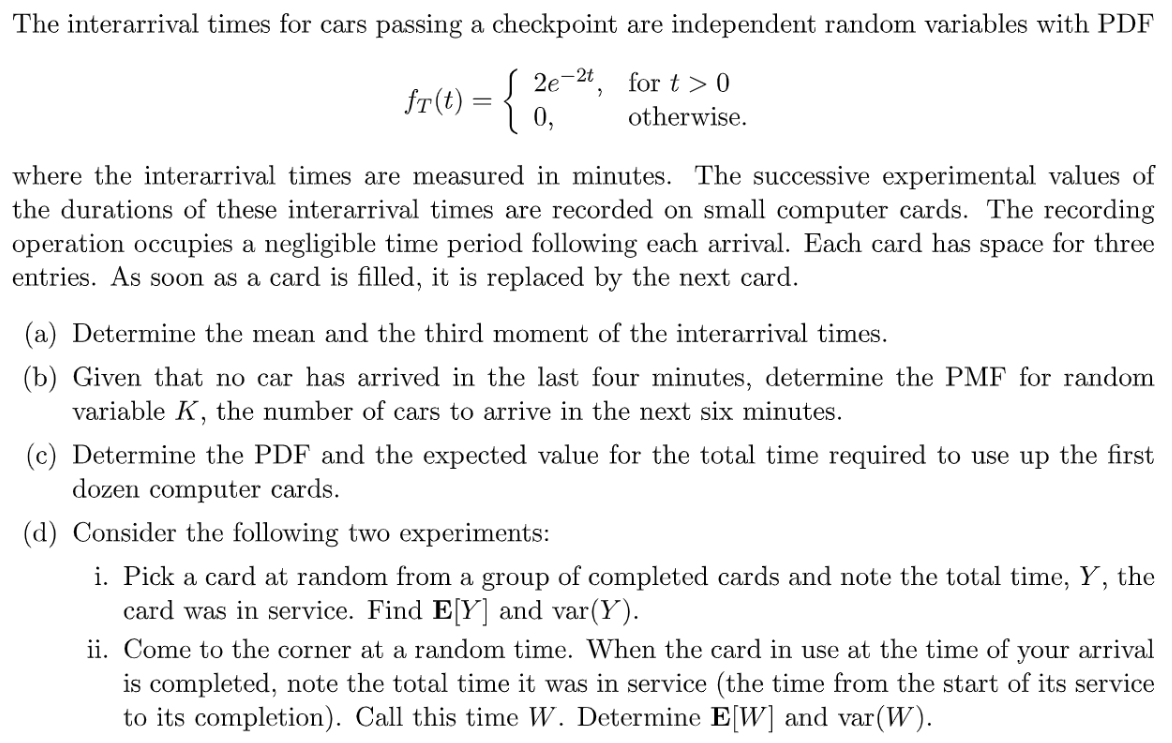 The interarrival times for cars passing a checkpoint are independent random variables with PDF
f_T(t) = { 2e^{-2t}, for t > 0
0, otherwise.
where the interarrival times are measured in minutes. The successive experimental values of
the durations of these interarrival times are recorded on small computer cards. The recording
operation occupies a negligible time period following each arrival. Each card has space for three
entries. As soon as a card is filled, it is replaced by the next card.
(a) Determine the mean and the third moment of the interarrival times.
(b) Given that no car has arrived in the last four minutes, determine the PMF for random
variable K, the number of cars to arrive in the next six minutes.
(c) Determine the PDF and the expected value for the total time required to use up the first
dozen computer cards.
(d) Consider the following two experiments:
i. Pick a card at random from a group of completed cards and note the total time, Y, the
card was in service. Find E[Y] and var(Y).
ii. Come to the corner at a random time. When the card in use at the time of your arrival
is completed, note the total time it was in service (the time from the start of its service
to its completion). Call this time W. Determine E[W] and var(W).